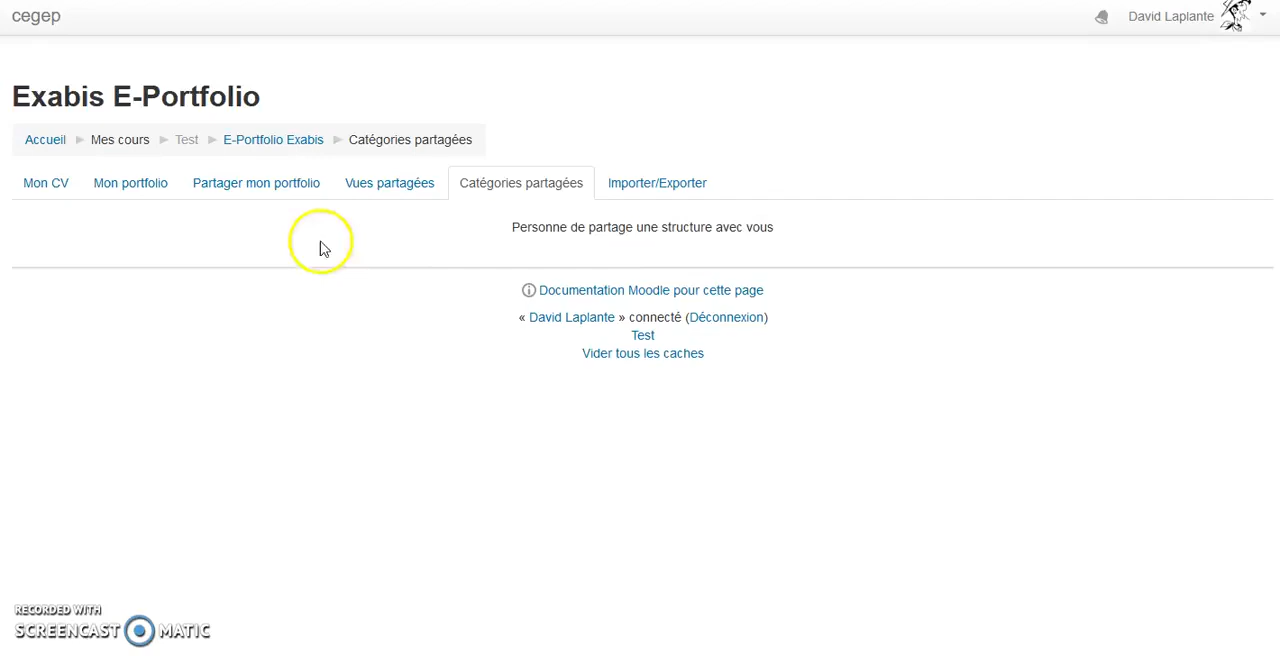 cegep
David Laplante
Exabis E-Portfolio
Accueil Mes cours Test E-Portfolio Exabis Catégories partagées
Mon CV Mon portfolio Partager mon portfolio Vues partagées Catégories partagées Importer/Exporter
Personne de partage une structure avec vous
Documentation Moodle pour cette page
« David Laplante » connecté (Déconnexion)
Test
Vider tous les caches
RECORDED WITH
SCREENCAST MATIC